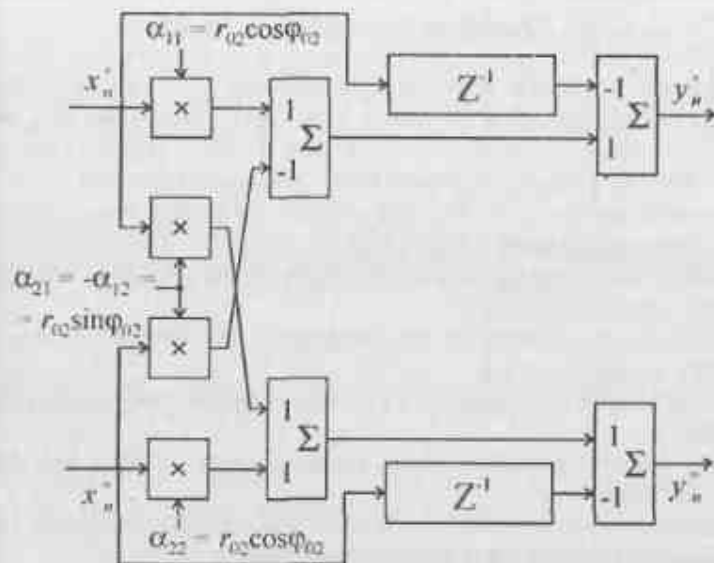 α₁₁ = r₀₂cosφ₀₂
x'ₙ
×
1
-1
Σ
Z⁻¹
-1
1
Σ
y'ₙ
×
α₂₁ = -α₁₂ =
= r₀₂sinφ₀₂
×
1
1
Σ
x"ₙ
×
Z⁻¹
1
-1
Σ
y"ₙ
α₂₂ = r₀₂cosφ₀₂